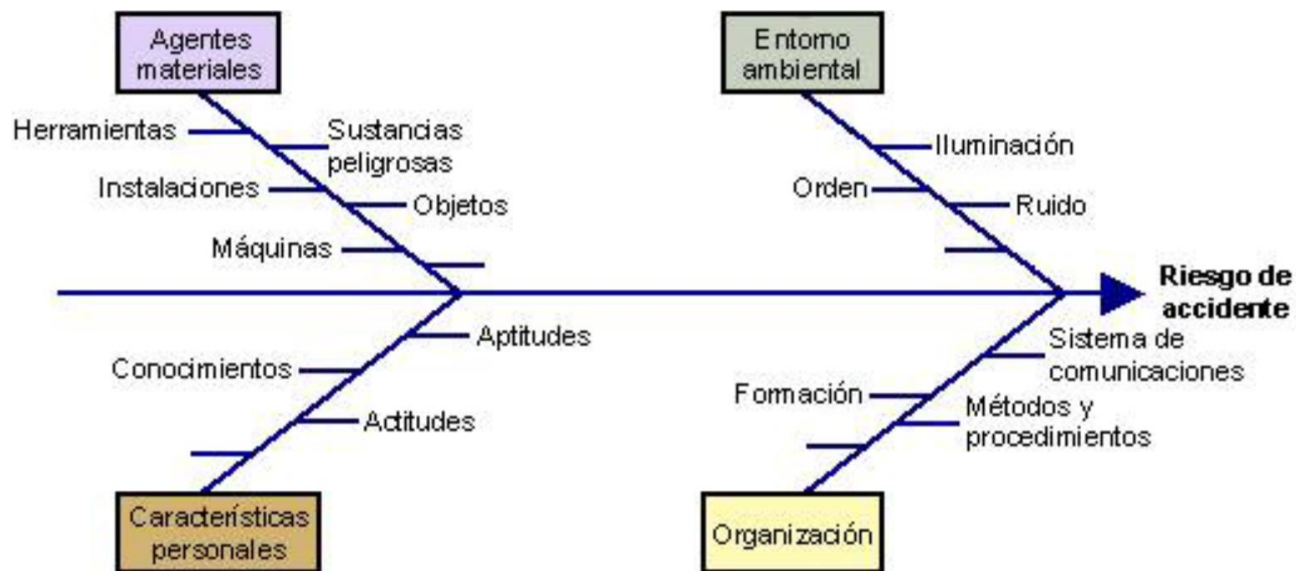 Agentes
materiales
Entorno
ambiental
Herramientas
Sustancias
peligrosas
Iluminación
Instalaciones
Orden
Objetos
Ruido
Máquinas
Riesgo de
accidente
Aptitudes
Sistema de
comunicaciones
Conocimientos
Formación
Actitudes
Métodos y
procedimientos
Características
personales
Organización